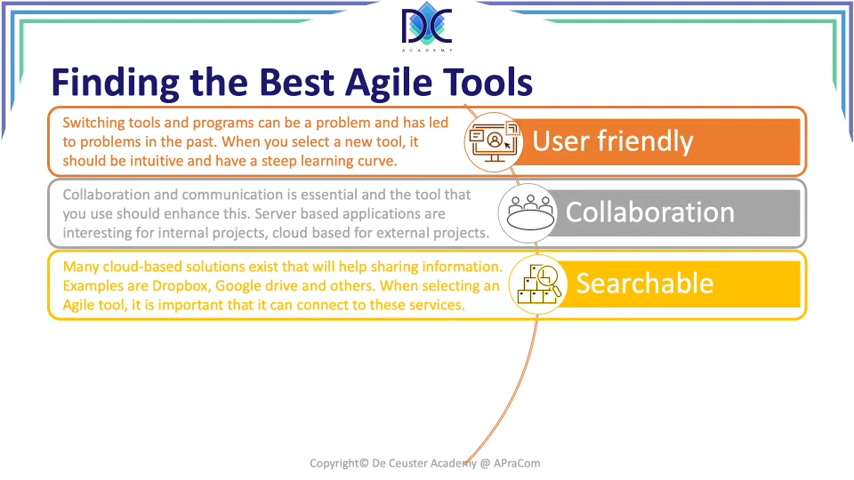 DC
ACADEMY
Finding the Best Agile Tools
Switching tools and programs can be a problem and has led
to problems in the past. When you select a new tool, it
should be intuitive and have a steep learning curve.
User friendly
Collaboration and communication is essential and the tool that
you use should enhance this. Server based applications are
interesting for internal projects, cloud based for external projects.
Collaboration
Many cloud-based solutions exist that will help sharing information.
Examples are Dropbox, Google drive and others. When selecting an
Agile tool, it is important that it can connect to these services.
Searchable
Copyright© De Ceuster Academy @ APraCom